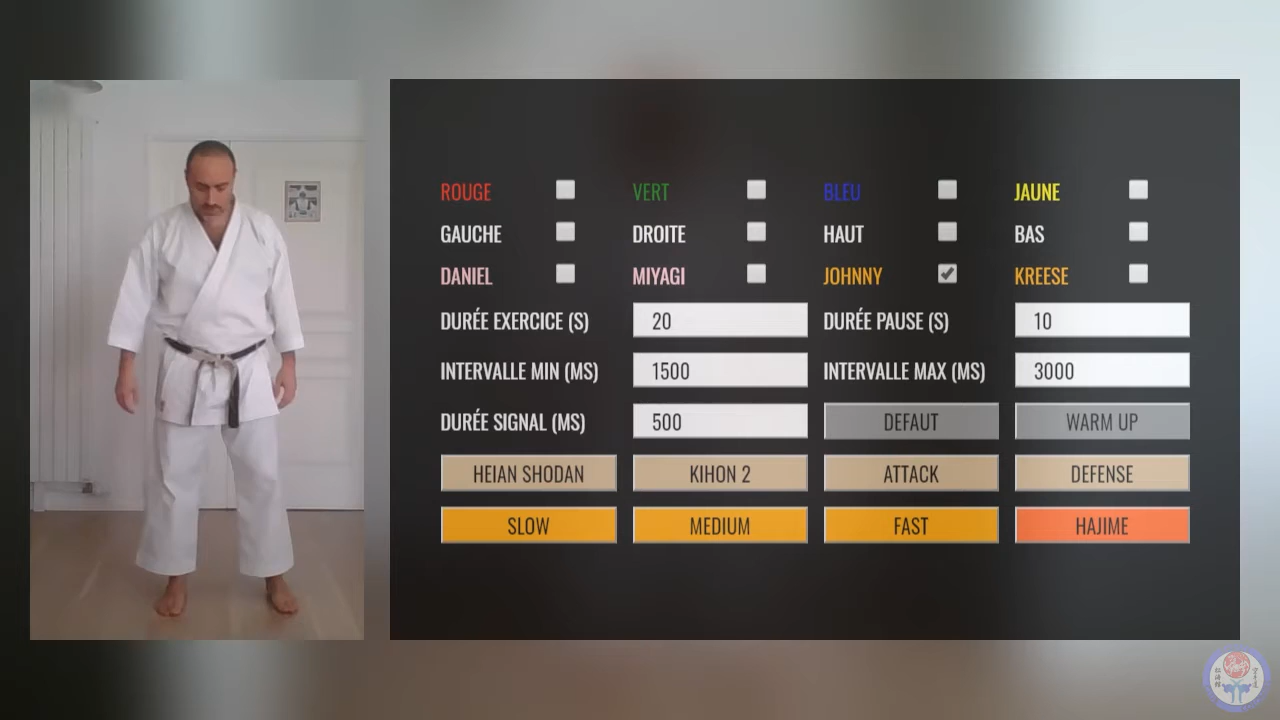 ROUGE VERT BLEU JAUNE
GAUCHE DROITE HAUT BAS
DANIEL MIYAGI JOHNNY KREESE
DURÉE EXERCICE (S) 20 DURÉE PAUSE (S) 10
INTERVALLE MIN (MS) 1500 INTERVALLE MAX (MS) 3000
DURÉE SIGNAL (MS) 500 DEFAUT WARM UP
HEIAN SHODAN KIHON 2 ATTACK DEFENSE
SLOW MEDIUM FAST HAJIME